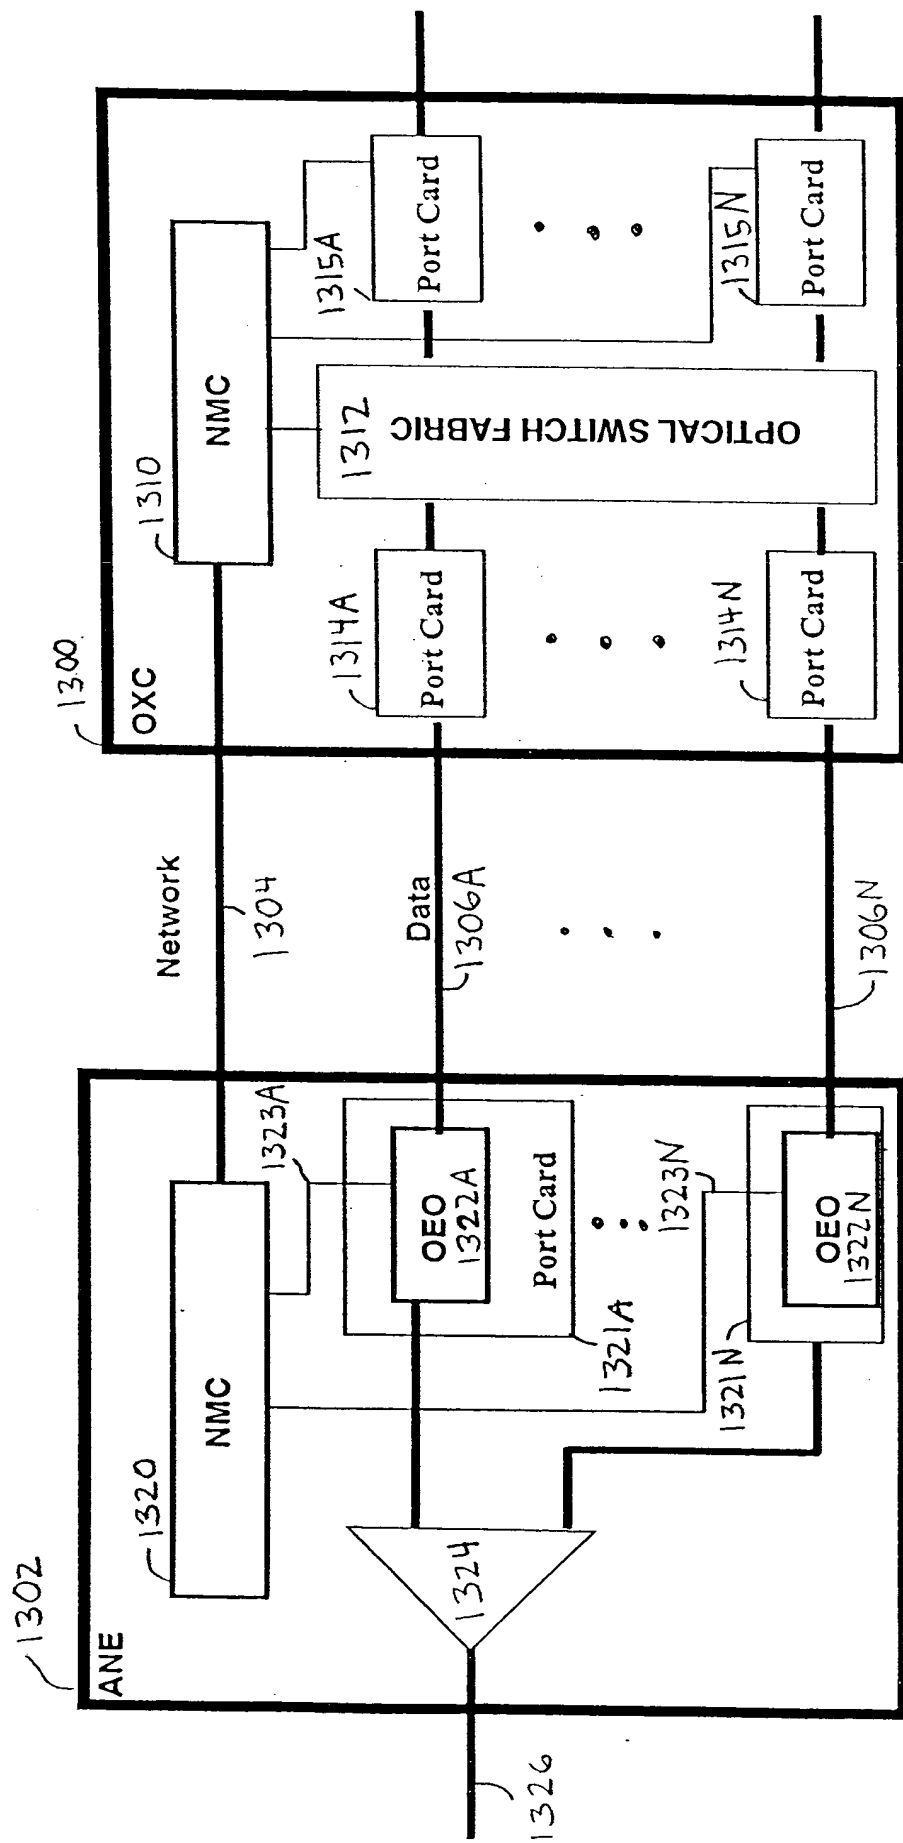 1302
ANE
1320
NMC
1324
1326
1323A
OEO
1322A
Port Card
1321A
1323N
OEO
1322N
1321N
Network
1304
Data
1306A
1306N
1300
OXC
1310
NMC
1314A
Port Card
1314N
Port Card
1312
OPTICAL SWITCH FABRIC
1315A
Port Card
1315N
Port Card